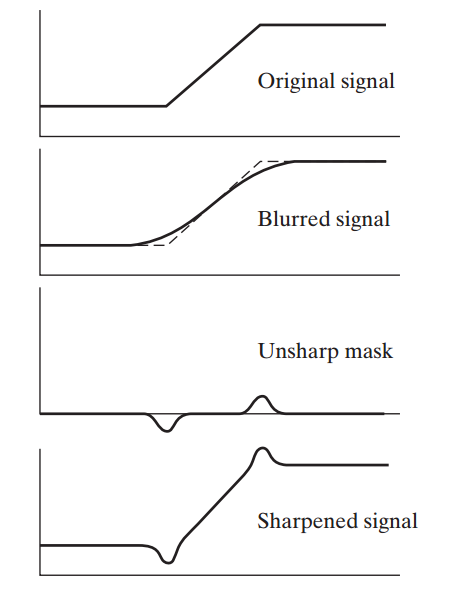 Original signal
Blurred signal
Unsharp mask
Sharpened signal